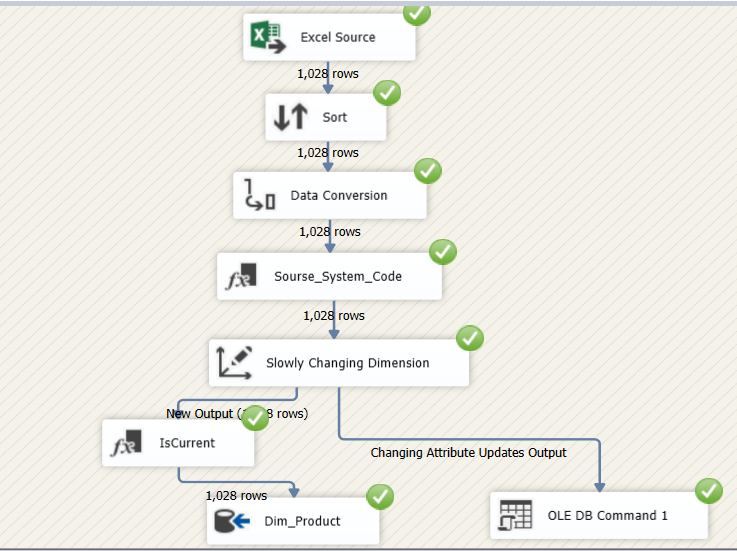 Excel Source
1,028 rows
Sort
1,028 rows
Data Conversion
1,028 rows
Sourse_System_Code
1,028 rows
Slowly Changing Dimension
New Output ( 8 rows)
IsCurrent
Changing Attribute Updates Output
1,028 rows
Dim_Product
OLE DB Command 1